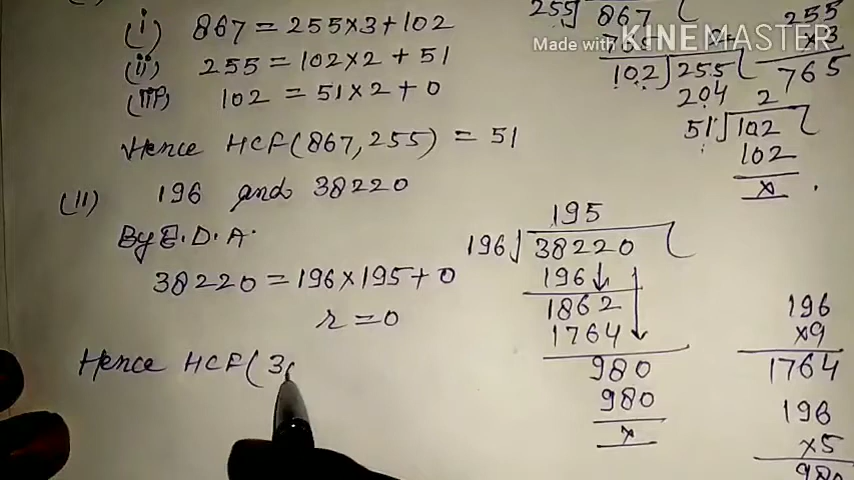 (i) 867 = 255×3+102
(ii) 255 = 102×2 + 51
(iii) 102 = 51×2 + 0
Hence HCF(867,255) = 51
(II) 196 and 38220
By E.D.A.
38220 = 196×195 + 0
r = 0
Hence HCF( 3
255 867
102 255
204 2
51 102
102
x
255
×3
765
Made with KINEMASTER
195
196 38220
196
1862
1764
980
980
x
196
×9
1764
196
×5
980